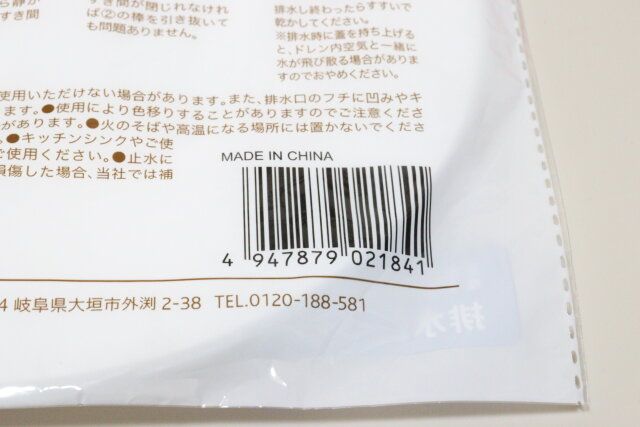 ら静か
すき間
すき間が閉じれなけれ
ば②の棒を引き抜いて
も問題ありません。
排水し終わったらすすいで
乾かしてください。
※排水時に蓋を持ち上げる
と、ドレン内空気と一緒に
水が飛び散る場合がありま
すのでおやめください。
使用いただけない場合があります。また、排水口のフチに凹みやキ
ます。●使用により色移りすることがありますのでご注意くださ
があります。●火のそばや高温になる場所には置かないでくださ
。●キッチンシンクやご使
ご使用ください。●止水に
損傷した場合、当社では補
MADE IN CHINA
4 947879 021841
4 岐阜県大垣市外渕 2-38 TEL.0120-188-581
排水